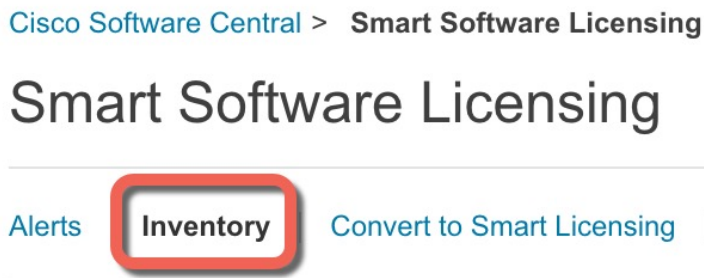 Cisco Software Central > Smart Software Licensing
Smart Software Licensing
Alerts Inventory Convert to Smart Licensing